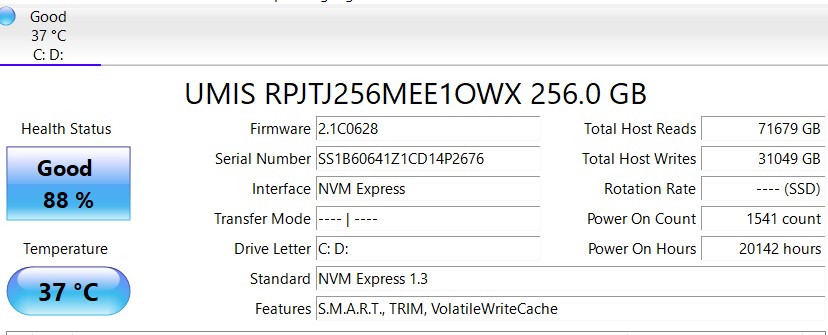 Good
37 °C
C: D:
UMIS RPJTJ256MEE1OWX 256.0 GB
Health Status
Good
88 %
Temperature
37 °C
Firmware 2.1C0628
Serial Number SS1B60641Z1CD14P2676
Interface NVM Express
Transfer Mode ---- | ----
Drive Letter C: D:
Standard NVM Express 1.3
Features S.M.A.R.T., TRIM, VolatileWriteCache
Total Host Reads 71679 GB
Total Host Writes 31049 GB
Rotation Rate ---- (SSD)
Power On Count 1541 count
Power On Hours 20142 hours